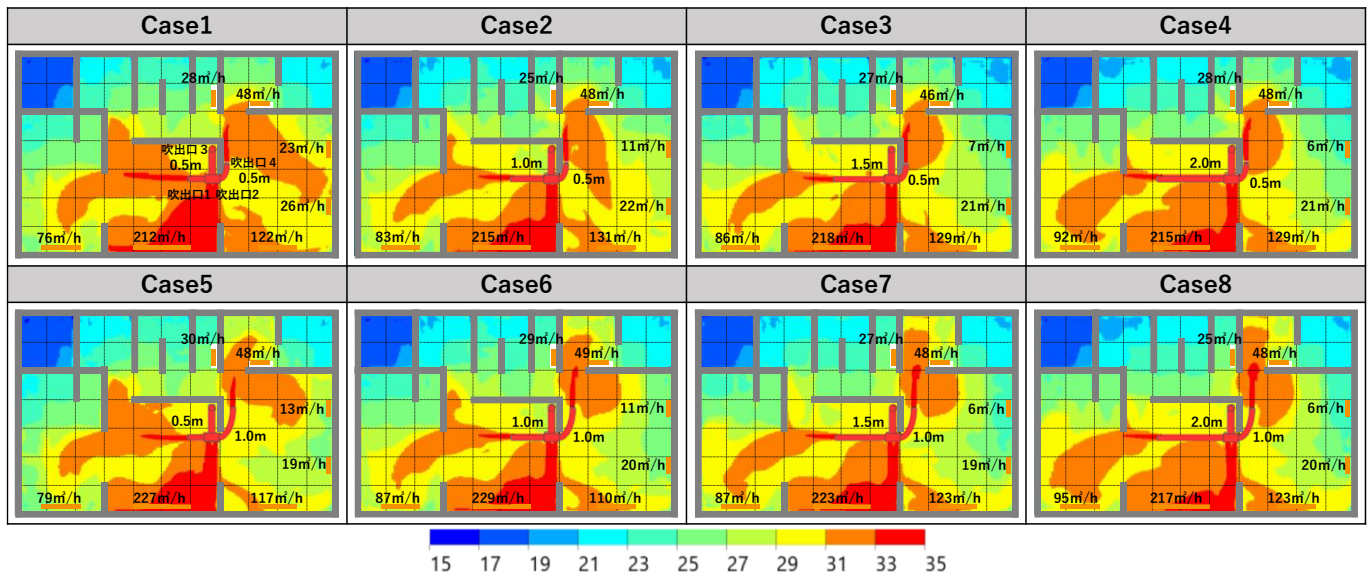 Case1 Case2 Case3 Case4
28㎥/h 25㎥/h 27㎥/h 28㎥/h
48㎥/h 48㎥/h 46㎥/h 48㎥/h
吹出口3 23㎥/h 11㎥/h 7㎥/h 6㎥/h
0.5m 吹出口4 1.0m 1.5m 2.0m
0.5m 0.5m 0.5m 0.5m
吹出口1 吹出口2
26㎥/h 22㎥/h 21㎥/h 21㎥/h
76㎥/h 212㎥/h 122㎥/h 83㎥/h 215㎥/h 131㎥/h 86㎥/h 218㎥/h 129㎥/h 92㎥/h 215㎥/h 129㎥/h
Case5 Case6 Case7 Case8
30㎥/h 29㎥/h 27㎥/h 25㎥/h
48㎥/h 49㎥/h 48㎥/h 48㎥/h
13㎥/h 11㎥/h 6㎥/h 6㎥/h
0.5m 1.0m 1.5m 2.0m
1.0m 1.0m 1.0m 1.0m
19㎥/h 20㎥/h 19㎥/h 20㎥/h
79㎥/h 227㎥/h 117㎥/h 87㎥/h 229㎥/h 110㎥/h 87㎥/h 223㎥/h 123㎥/h 95㎥/h 217㎥/h 123㎥/h
15 17 19 21 23 25 27 29 31 33 35